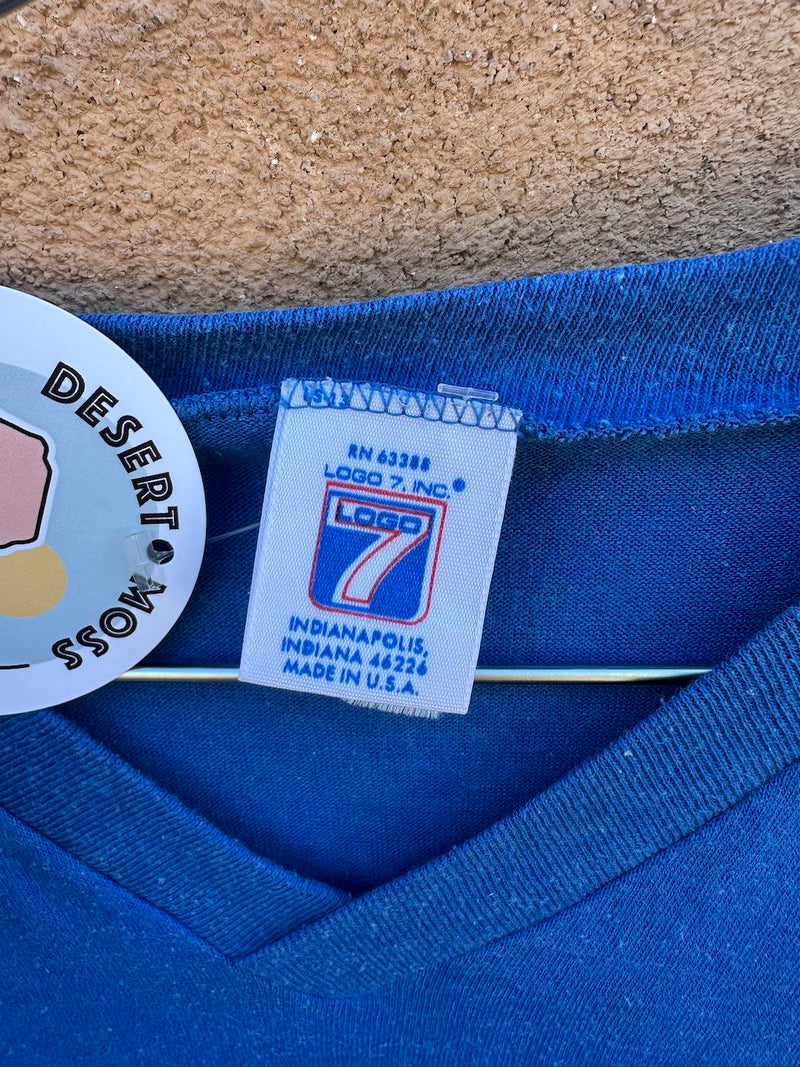 DESERT
MOSS
RN 63388
LOGO 7, INC.®
LOGO
7
INDIANAPOLIS,
INDIANA 46226
MADE IN U.S.A.